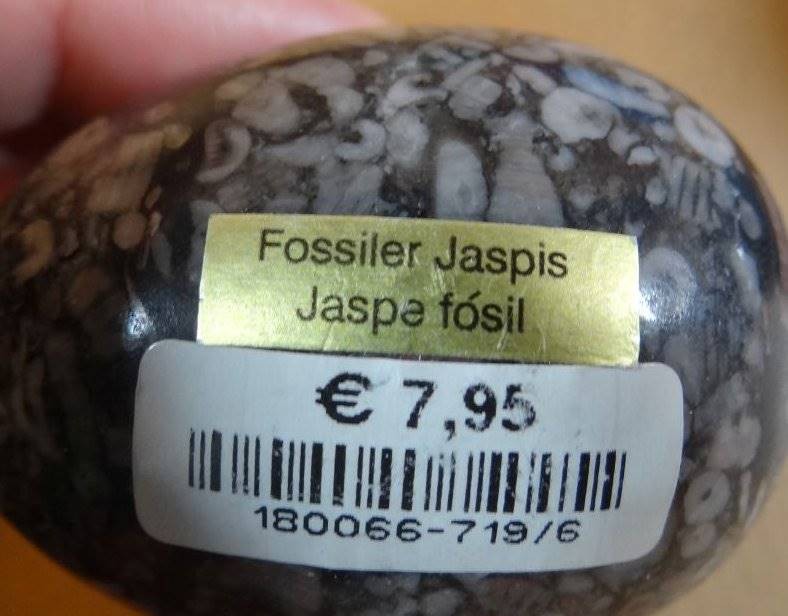 Fossiler Jaspis
Jaspe fósil
€ 7,95
180066-719/6